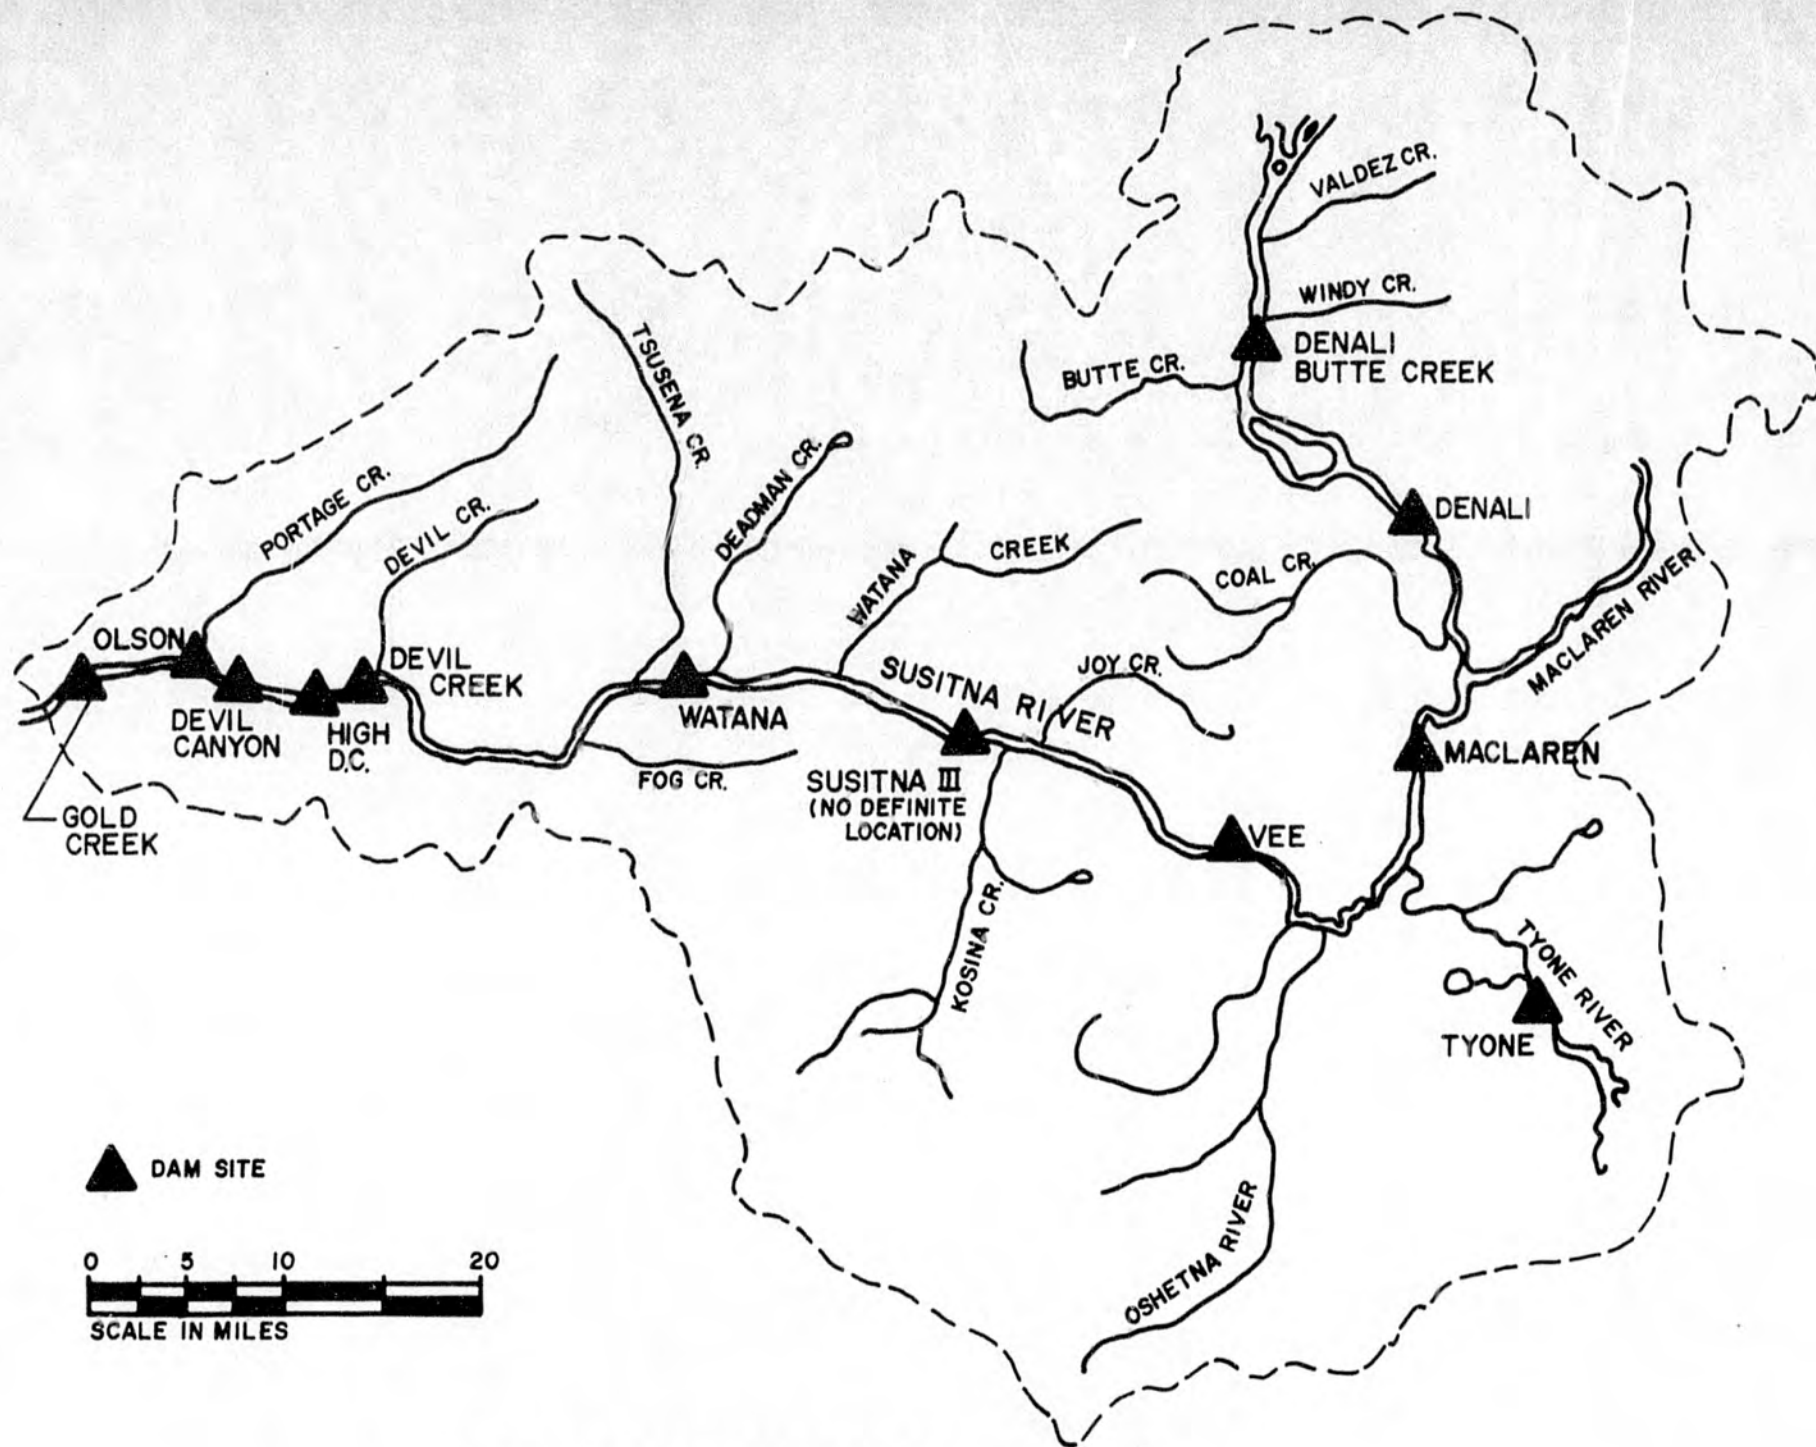 VALDEZ CR.
WINDY CR.
DENALI
BUTTE CREEK
BUTTE CR.
TSUSENA CR.
DEADMAN CR.
PORTAGE CR.
DEVIL CR.
DENALI
WATANA
CREEK
COAL CR.
MACLAREN RIVER
OLSON
DEVIL
CREEK
SUSITNA RIVER
JOY CR.
DEVIL
CANYON
HIGH
D.C.
WATANA
FOG CR.
SUSITNA III
(NO DEFINITE
LOCATION)
MACLAREN
GOLD
CREEK
VEE
KOSINA CR.
TYONE RIVER
TYONE
OSHETNA RIVER
DAM SITE
0 5 10 20
SCALE IN MILES